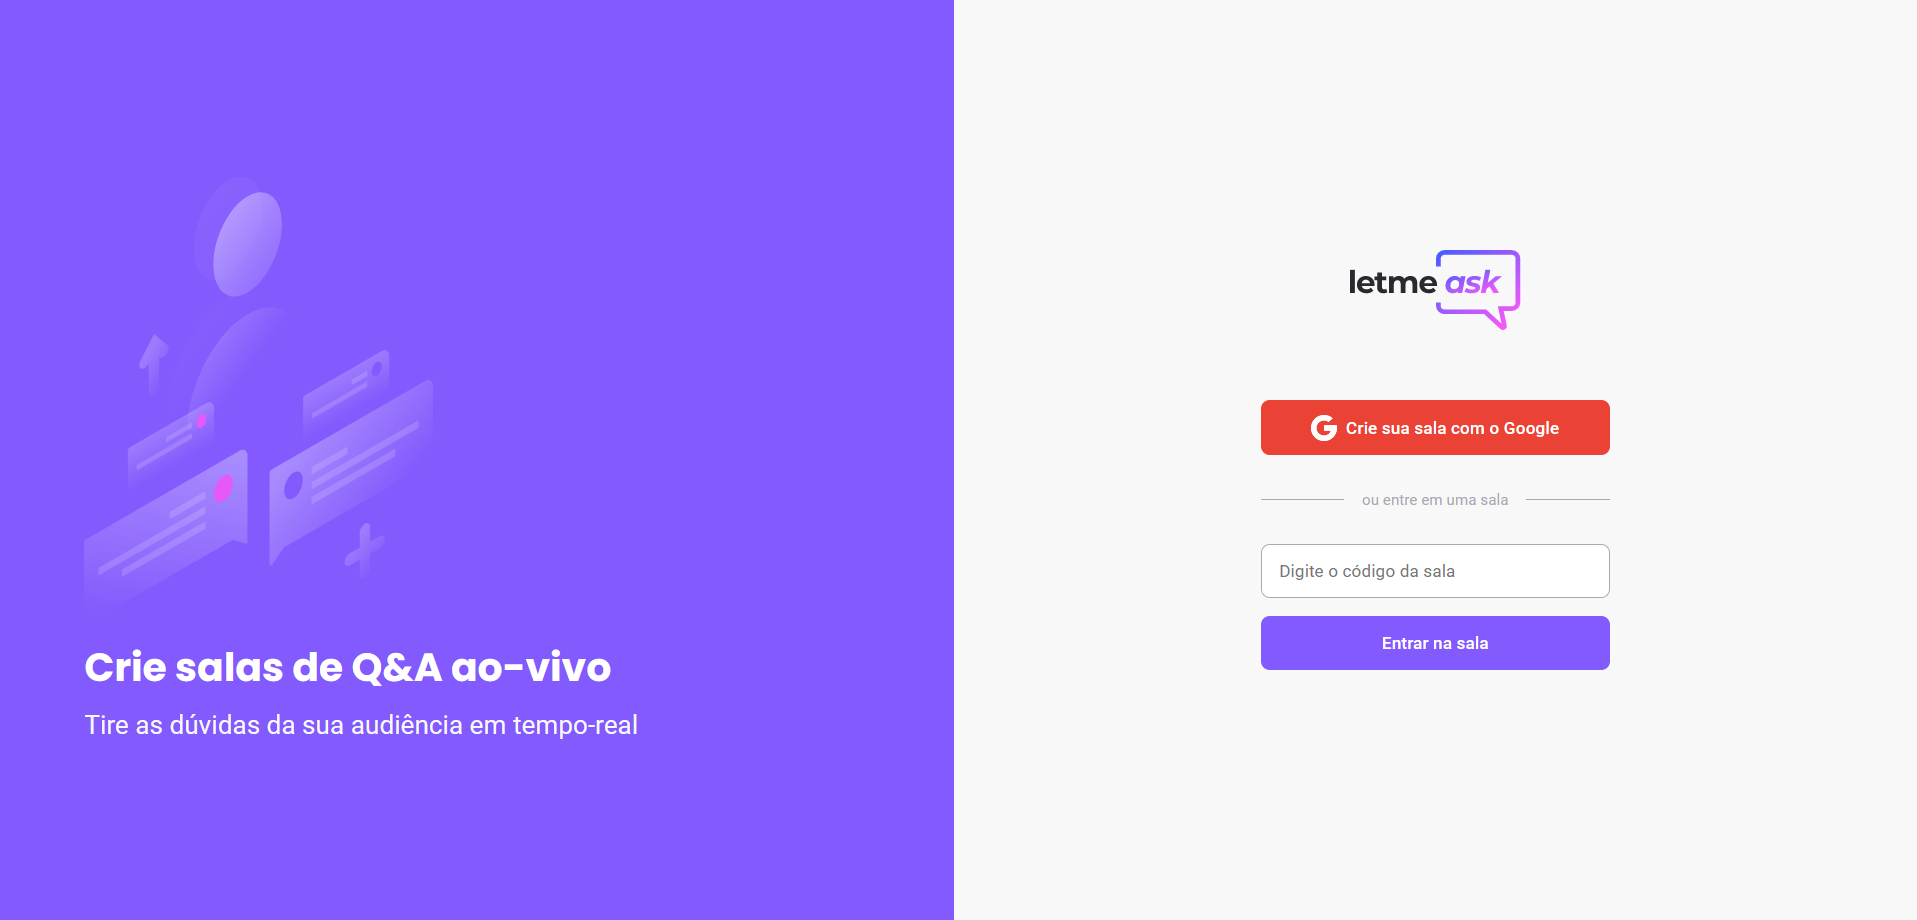 Crie salas de Q&A ao-vivo
Tire as dúvidas da sua audiência em tempo-real
letme ask
Crie sua sala com o Google
ou entre em uma sala
Digite o código da sala
Entrar na sala